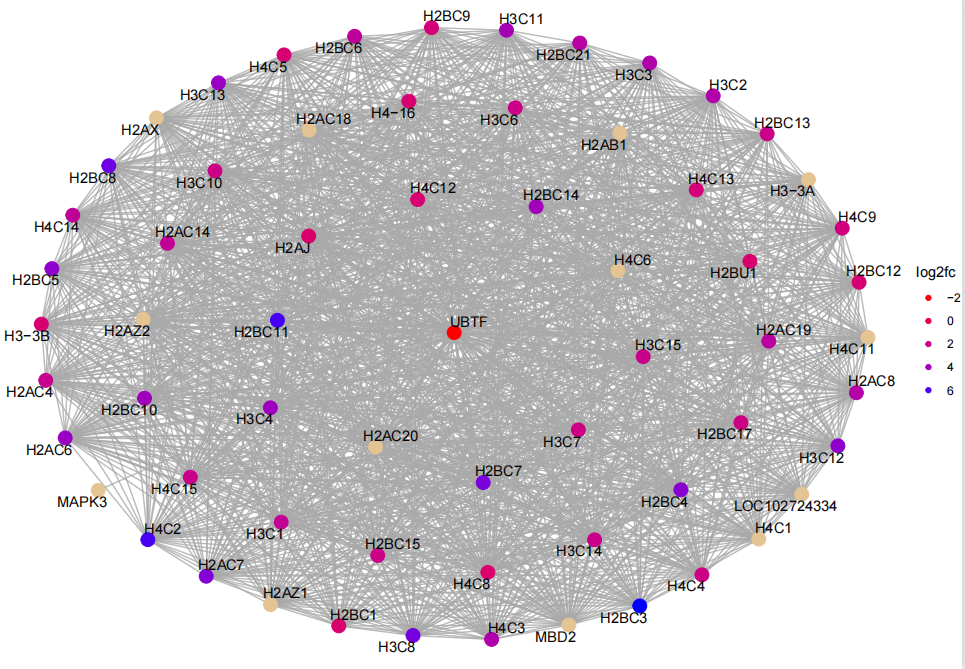 H2BC9
H3C11
H2BC6
H2BC21
H4C5
H3C3
H3C13
H3C2
H4−16
H3C6
H2AC18
H2BC13
H2AX
H2AB1
H2BC8
H3C10
H4C13
H3−3A
H4C12
H2BC14
H4C14
H4C9
H2AC14
H2AJ
H4C6
H2BU1
H2BC12
H2BC5
log2fc
−2
0
2
4
6
H3−3B
H2AZ2
H2BC11
UBTF
H2AC19
H4C11
H3C15
H2AC4
H2AC8
H2BC10
H3C4
H2AC6
H2AC20
H3C7
H2BC17
H3C12
H2BC7
MAPK3
H4C15
H2BC4
LOC102724334
H4C2
H3C1
H4C1
H2BC15
H3C14
H2AC7
H4C8
H4C4
H2AZ1
H2BC1
H2BC3
H3C8
H4C3
MBD2